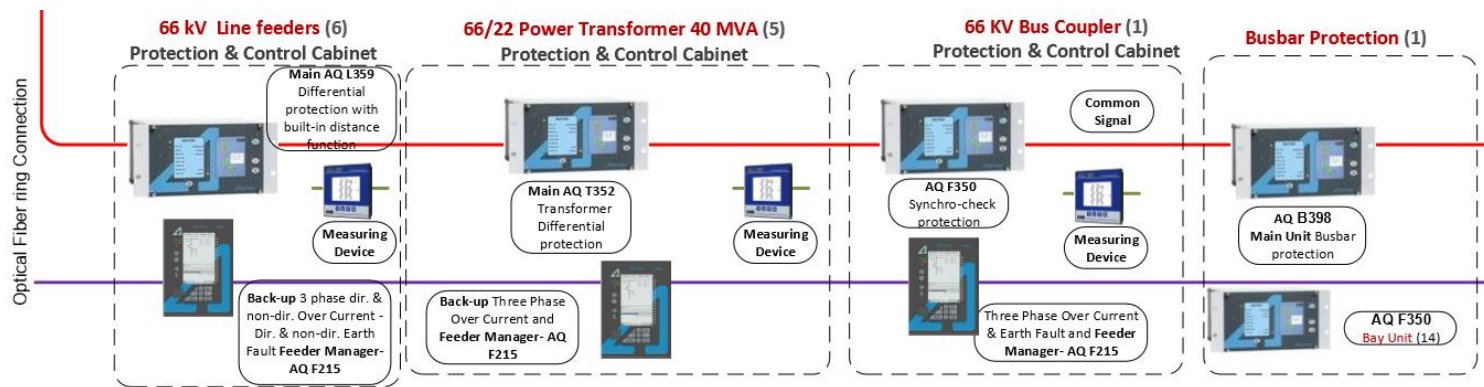 Optical Fiber ring Connection
66 kV Line feeders (6)
Protection & Control Cabinet
Main AQ L359
Differential
protection with
built-in distance
function
Measuring
Device
Back-up 3 phase dir. &
non-dir. Over Current -
Dir. & non-dir. Earth
Fault Feeder Manager-
AQ F215
66/22 Power Transformer 40 MVA (5)
Protection & Control Cabinet
Main AQ T352
Transformer
Differential
protection
Measuring
Device
Back-up Three Phase
Over Current and
Feeder Manager- AQ
F215
66 KV Bus Coupler (1)
Protection & Control Cabinet
Common
Signal
AQ F350
Synchro-check
protection
Measuring
Device
Three Phase Over Current
& Earth Fault and Feeder
Manager- AQ F215
Busbar Protection (1)
AQ B398
Main Unit Busbar
protection
AQ F350
Bay Unit (14)